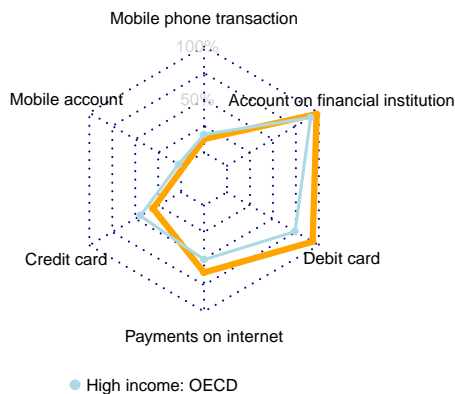 Mobile phone transaction
100%
Mobile account
50%
Account on financial institution
Credit card
Debit card
Payments on internet
High income: OECD